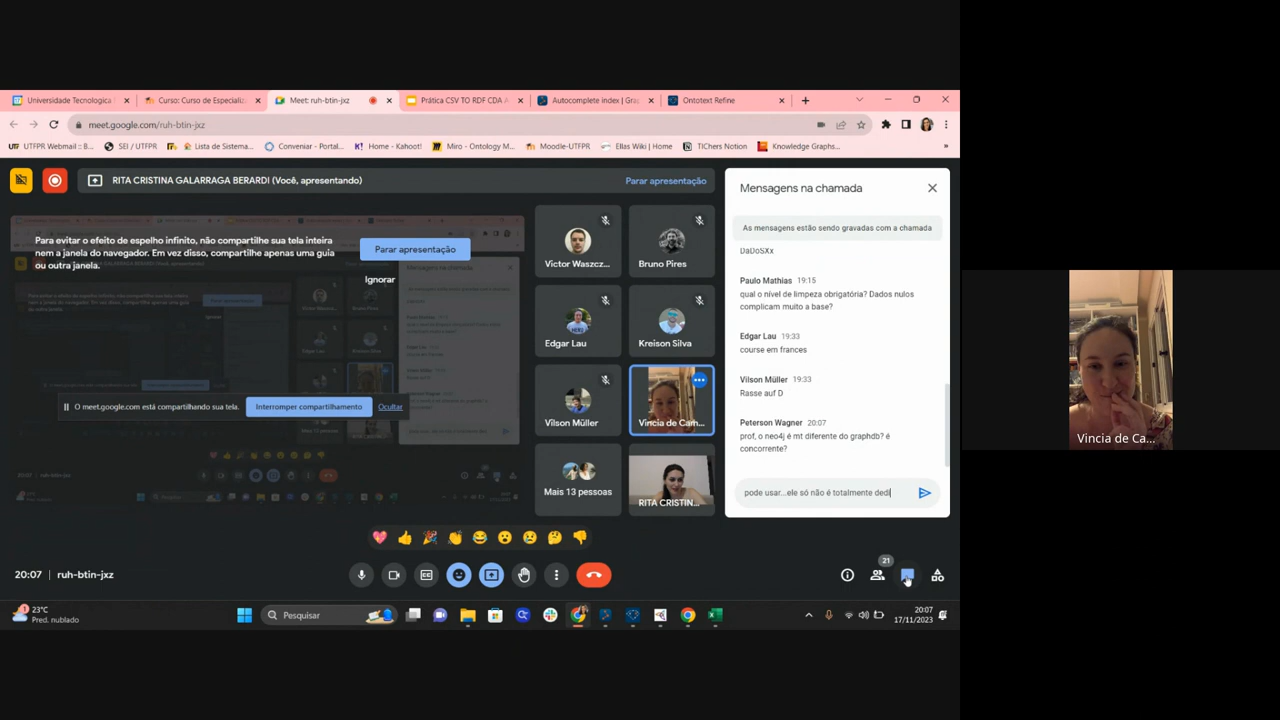 Universidade Tecnologica
Curso: Curso de Especializa
Meet: ruh-btin-jxz
Prática CSV TO RDF CDA A
Autocomplete index | Grap
Ontotext Refine
meet.google.com/ruh-btin-jxz
UTFPR Webmail :: B...
SEI / UTFPR
Lista de Sistema...
Conveniar - Portal...
Home - Kahoot!
Miro - Ontology M...
Moodle-UTFPR
Ellas Wiki | Home
TIChers Notion
Knowledge Graphs...
RITA CRISTINA GALARRAGA BERARDI (Você, apresentando)
Parar apresentação
Para evitar o efeito de espelho infinito, não compartilhe sua tela inteira
nem a janela do navegador. Em vez disso, compartilhe apenas uma guia
ou outra janela.
Parar apresentação
Ignorar
O meet.google.com está compartilhando sua tela.
Interromper compartilhamento
Ocultar
Victor Waszcz...
Bruno Pires
Edgar Lau
Kreison Silva
Vilson Müller
Vincia de Cam...
Mais 13 pessoas
RITA CRISTIN...
Mensagens na chamada
As mensagens estão sendo gravadas com a chamada
DaDoSXx
Paulo Mathias 19:15
qual o nível de limpeza obrigatória? Dados nulos
complicam muito a base?
Edgar Lau 19:33
course em frances
Vilson Müller 19:33
Rasse auf D
Peterson Wagner 20:07
prof, o neo4j é mt diferente do graphdb? é
concorrente?
pode usar...ele só não é totalmente dedi
20:07
ruh-btin-jxz
21
1
23°C
Pred. nublado
Pesquisar
20:07
17/11/2023
Vincia de Ca...